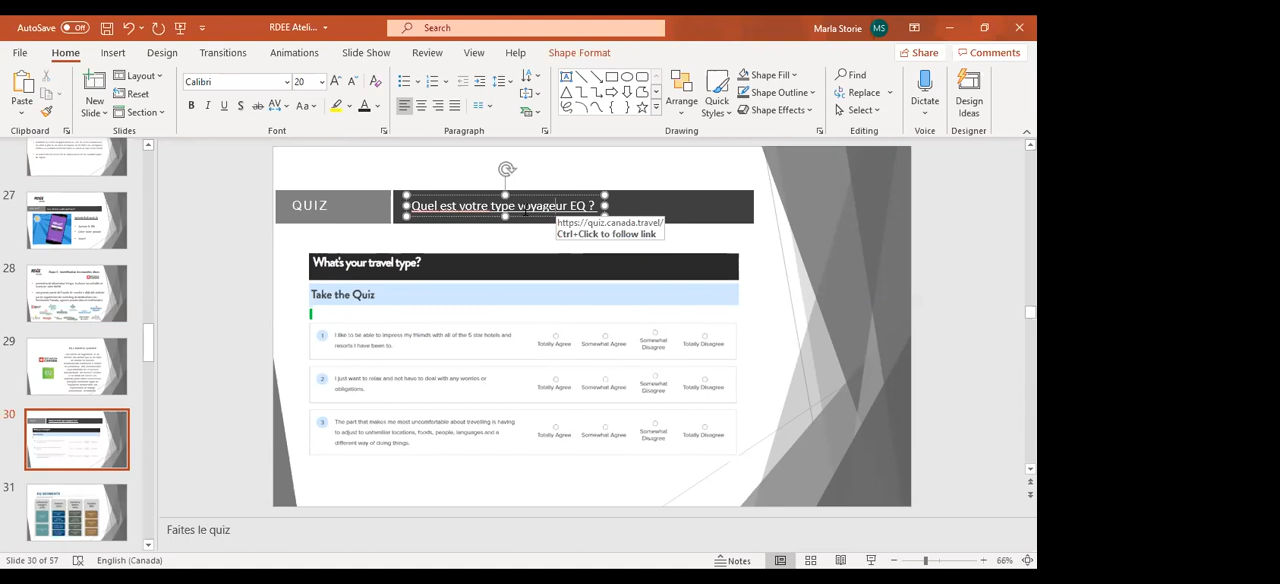 AutoSave Off RDEE Ateli... Search Marla Storie MS
File Home Insert Design Transitions Animations Slide Show Review View Help Shape Format Share Comments
Paste
Clipboard
New Slide
Layout
Reset
Section
Slides
Calibri 20
B I U S ab AV Aa A
Font
Paragraph
Arrange
Quick Styles
Shape Fill
Shape Outline
Shape Effects
Drawing
Find
Replace
Select
Editing
Dictate
Voice
Design Ideas
Designer
27
28
29
30
31
QUIZ
Quel est votre type voyageur EQ ?
https://quiz.canada.travel/
Ctrl+Click to follow link
What's your travel type?
Take the Quiz
1 I like to be able to impress my friends with all of the 5 star hotels and
resorts I have been to.
Totally Agree Somewhat Agree Somewhat Disagree Totally Disagree
2 I just want to relax and not have to deal with any worries or
obligations.
Totally Agree Somewhat Agree Somewhat Disagree Totally Disagree
3 The part that makes me most uncomfortable about travelling is having
to adjust to unfamiliar locations, foods, people, languages and a
different way of doing things.
Totally Agree Somewhat Agree Somewhat Disagree Totally Disagree
Faites le quiz
Slide 30 of 57 English (Canada) Notes 66%